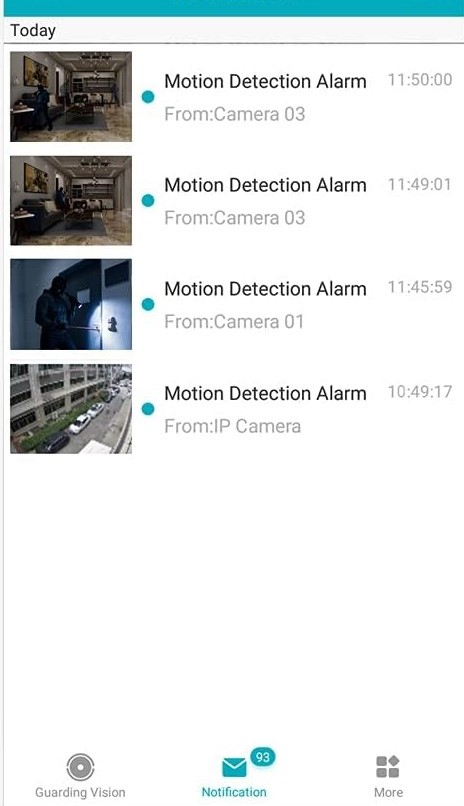 Today
Motion Detection Alarm 11:50:00
From:Camera 03
Motion Detection Alarm 11:49:01
From:Camera 03
Motion Detection Alarm 11:45:59
From:Camera 01
Motion Detection Alarm 10:49:17
From:IP Camera
93
Guarding Vision Notification More